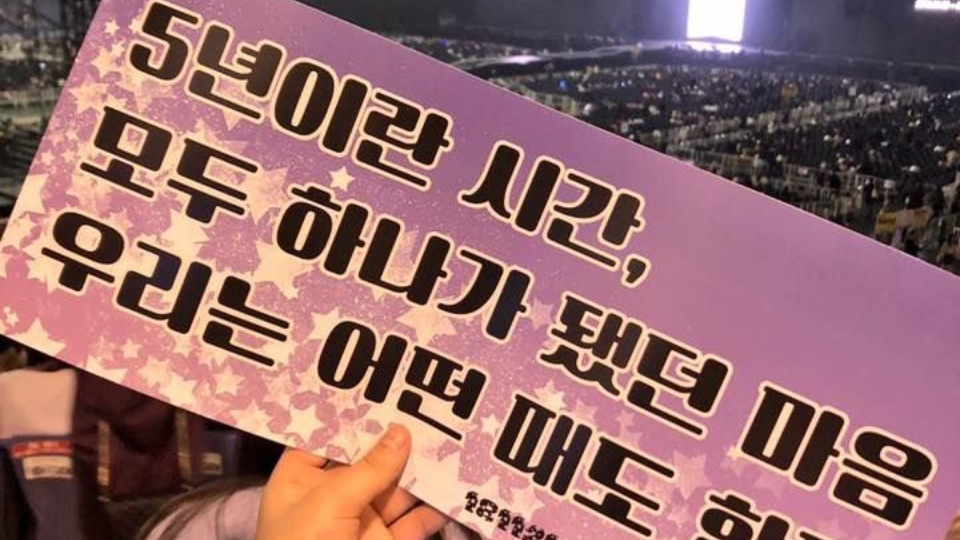 5년이란 시간,
모두 하나가 됐던 마음
우리는 어떤 때도